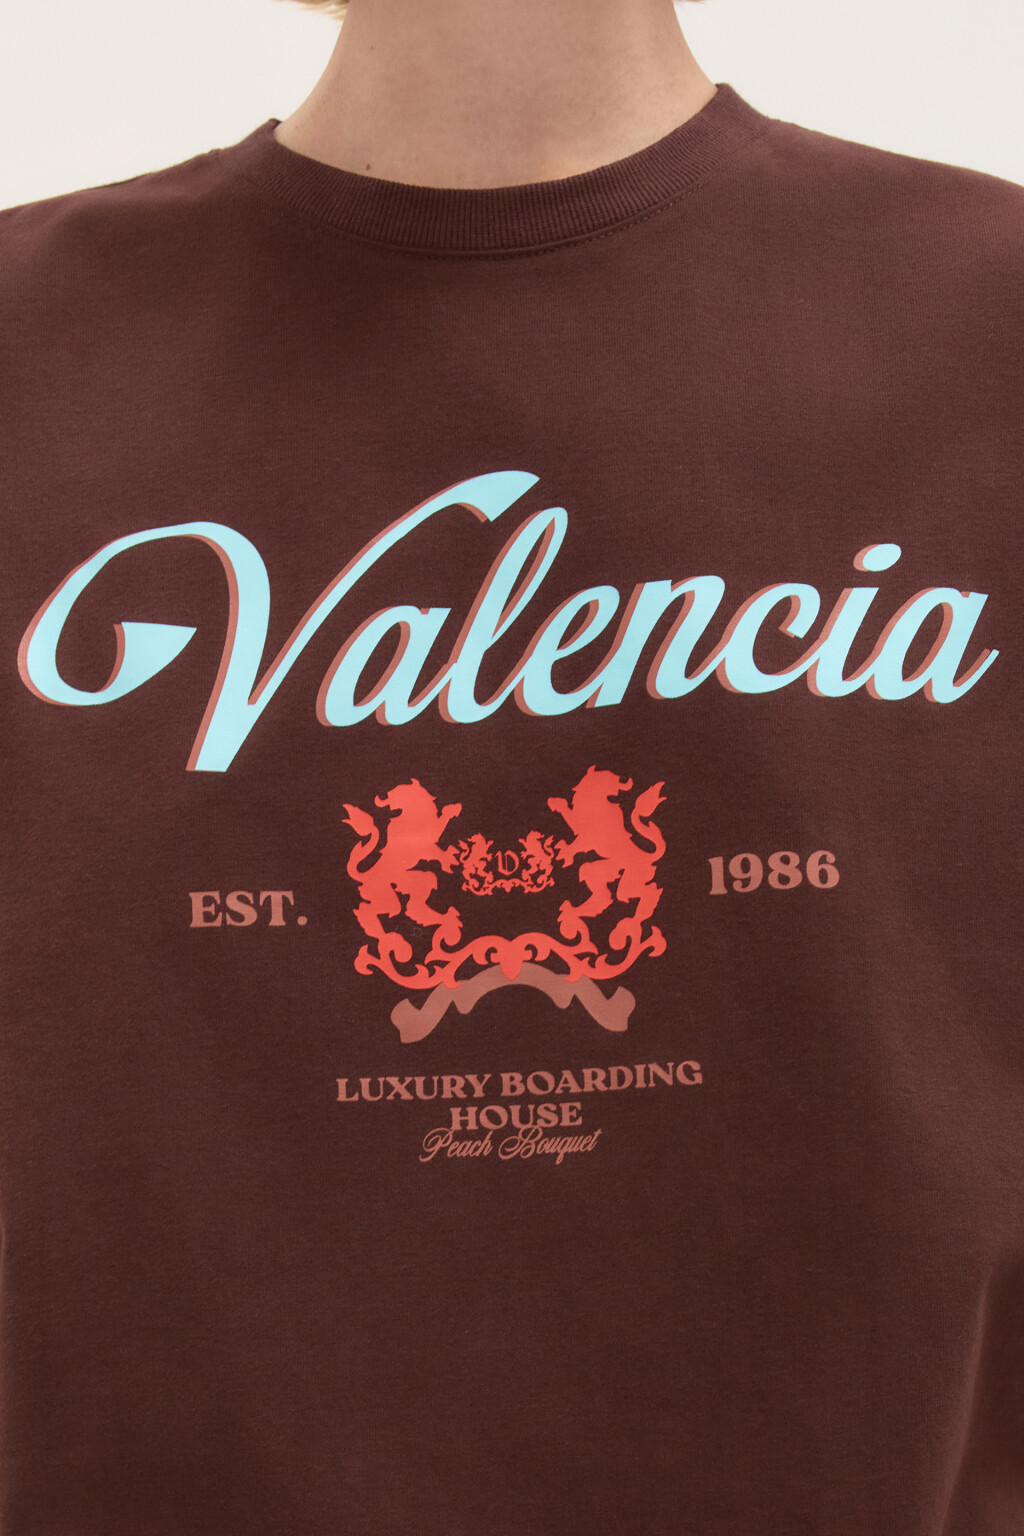 Valencia
EST. 1986
V
LUXURY BOARDING
HOUSE
Peach Bouquet